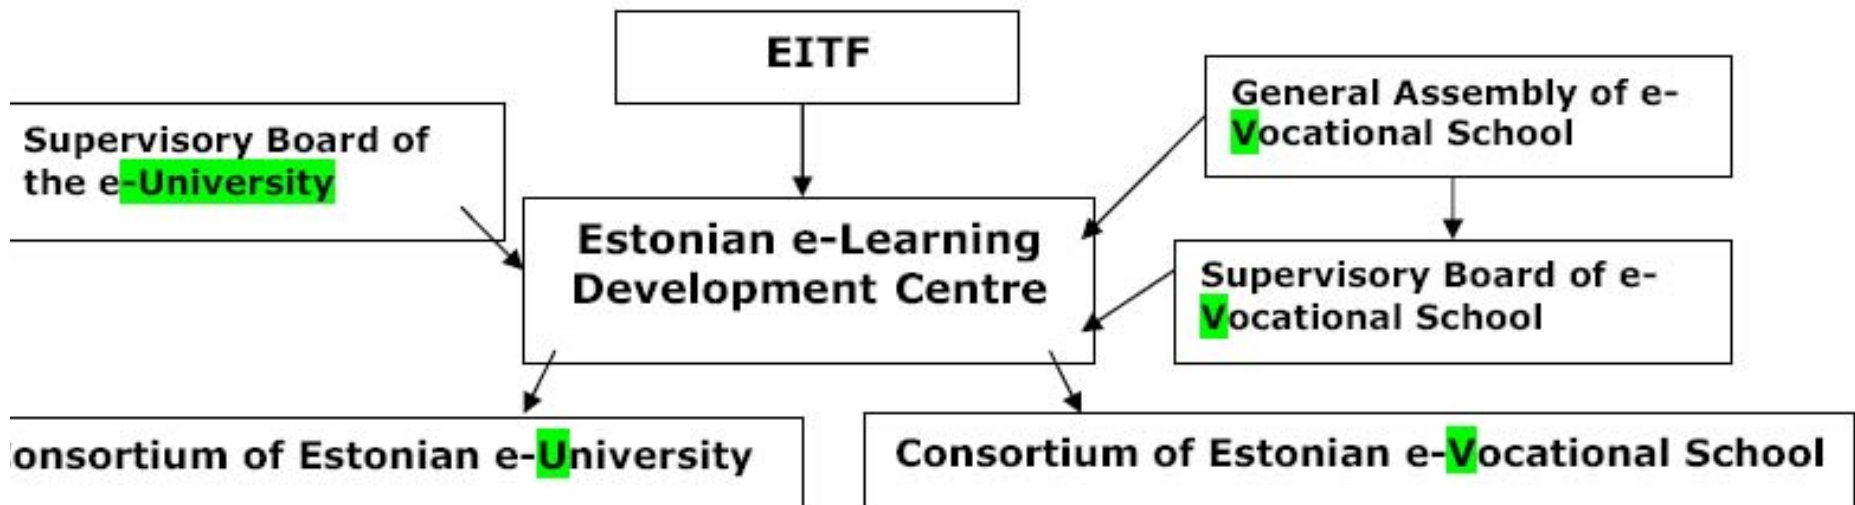 EITF
General Assembly of e-
Vocational School
Supervisory Board of
the e-University
Estonian e-Learning
Development Centre
Supervisory Board of e-
Vocational School
onsortium of Estonian e-University
Consortium of Estonian e-Vocational School